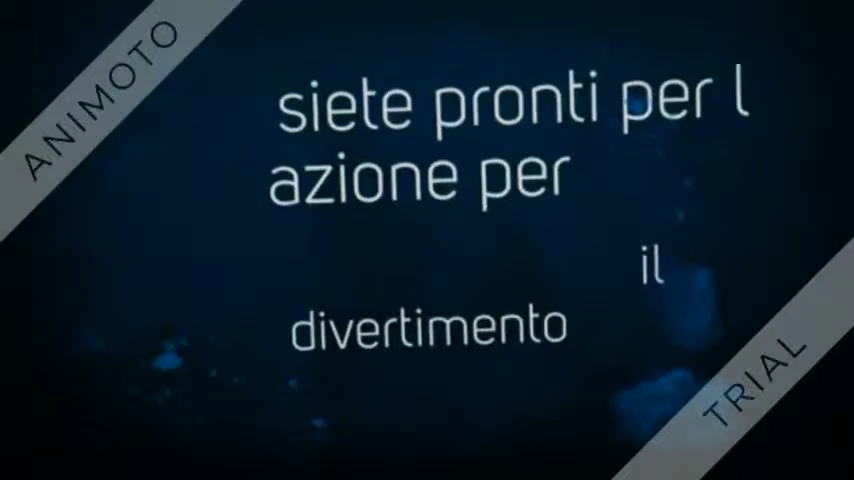 ANIMOTO
siete pronti per l
azione per
il
divertimento
TRIAL